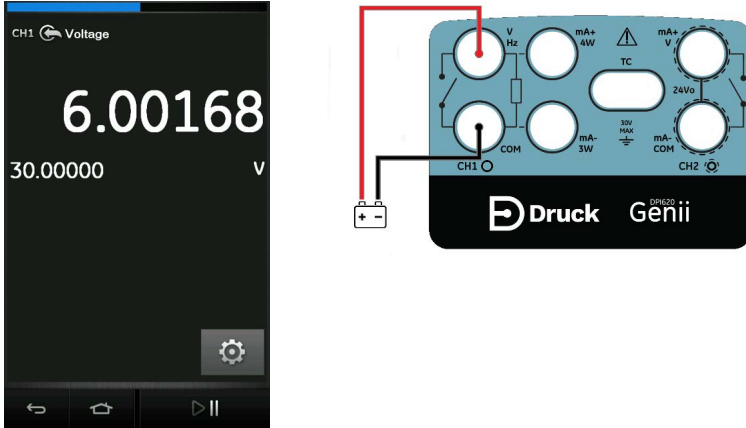 CH1 Voltage
6.00168
30.00000 V
V
Hz
mA+
4W
mA+
V
TC
24Vo
30V
MAX
COM
mA-
3W
mA-
COM
CH1
CH2
+ -
Druck
DPI620
Genii